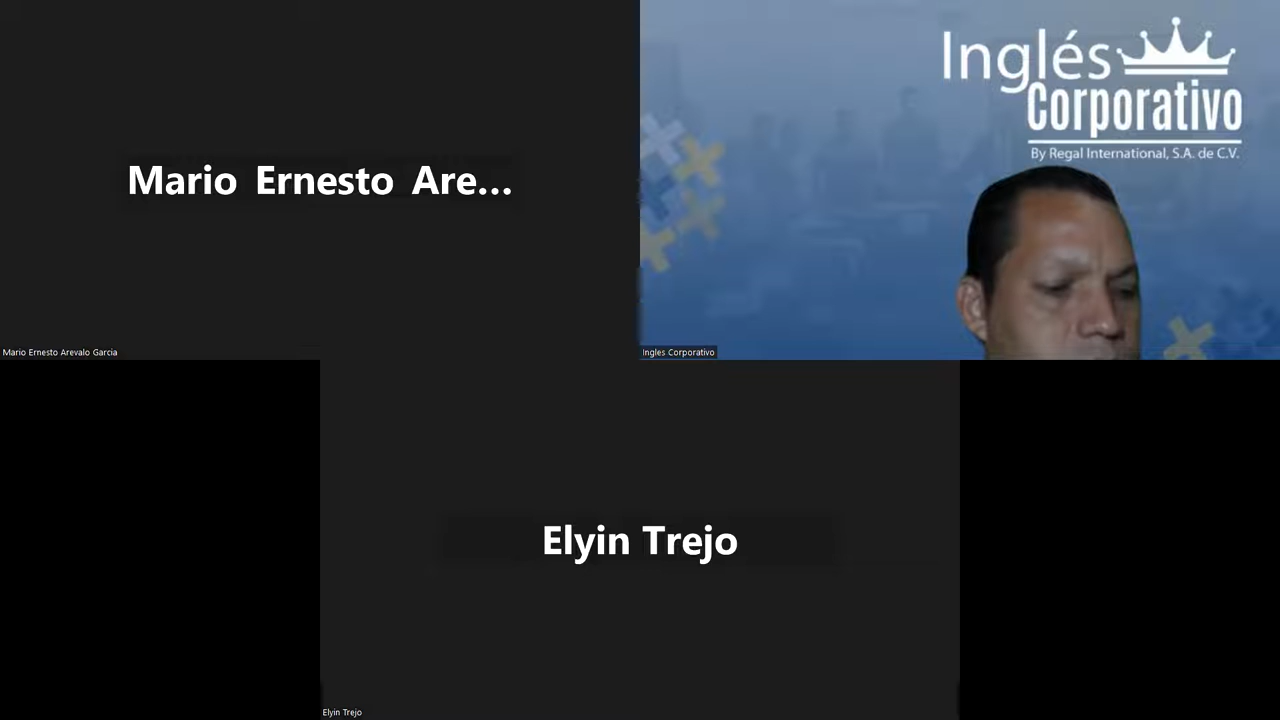 Mario Ernesto Are...
Mario Ernesto Arevalo Garcia
Inglés
Corporativo
By Regal International, S.A. de C.V.
Ingles Corporativo
Elyin Trejo
Elyin Trejo